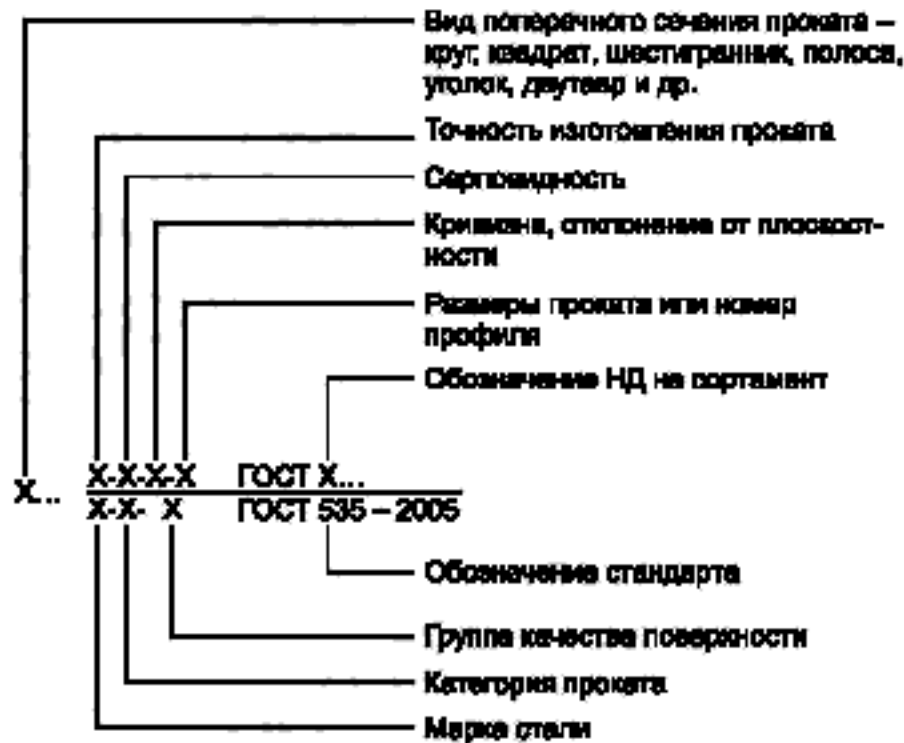 Вид поперечного сечения проката –
круг, квадрат, шестигранник, полоса,
уголок, двутавр и др.
Точность изготовления проката
Серповидность
Кривизна, отклонение от плоскост-
ности
Размеры проката или номер
профиля
Обозначение НД на сортамент
Х... Х-Х-Х-Х ГОСТ Х...
Х-Х- Х ГОСТ 535 – 2005
Обозначение стандарта
Группа качества поверхности
Категория проката
Марка стали